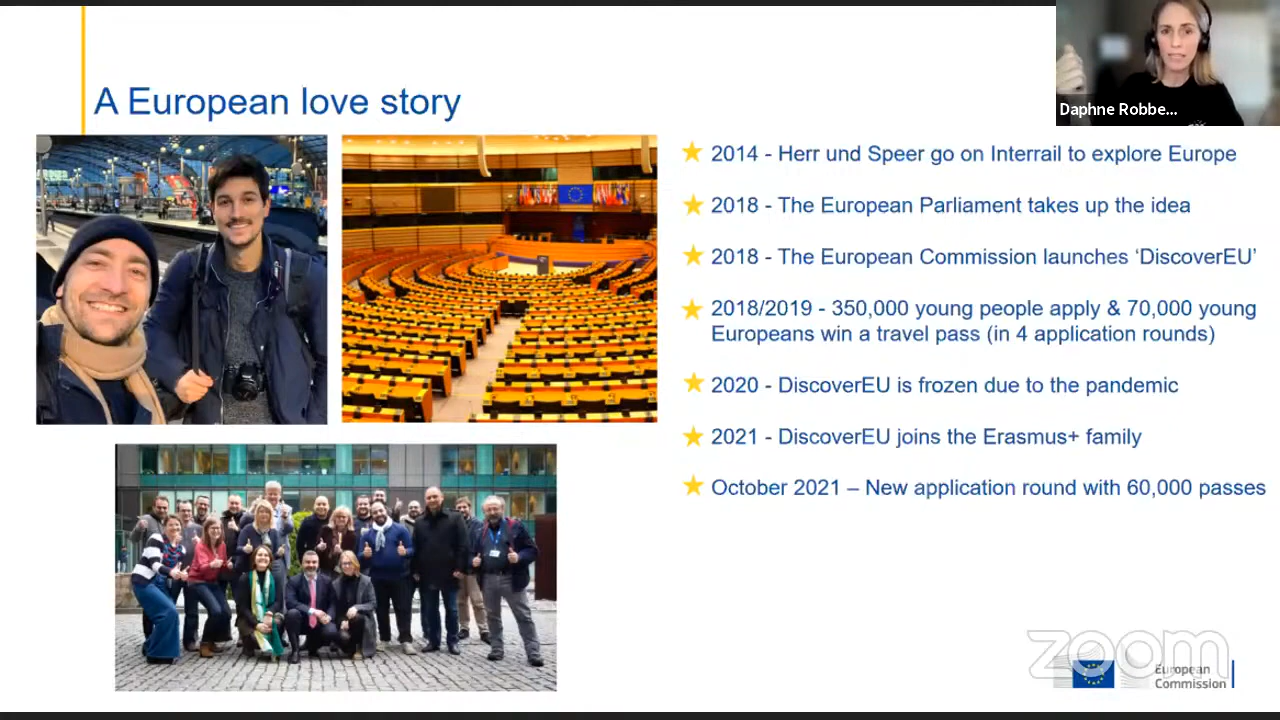 Daphne Robbe...
A European love story
2014 - Herr und Speer go on Interrail to explore Europe
2018 - The European Parliament takes up the idea
2018 - The European Commission launches ‘DiscoverEU’
2018/2019 - 350,000 young people apply & 70,000 young
Europeans win a travel pass (in 4 application rounds)
2020 - DiscoverEU is frozen due to the pandemic
2021 - DiscoverEU joins the Erasmus+ family
October 2021 – New application round with 60,000 passes
zoom
European
Commission